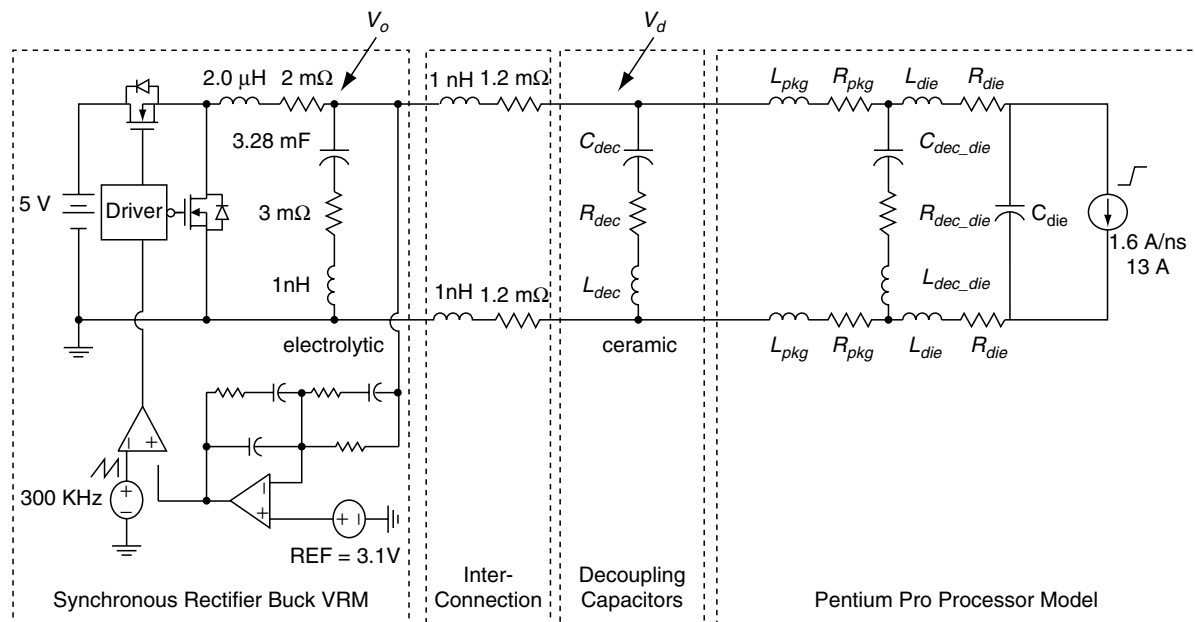 V_o
V_d
2.0 μH
2 mΩ
1 nH
1.2 mΩ
L_pkg
R_pkg
L_die
R_die
3.28 mF
C_dec
C_dec_die
5 V
Driver
3 mΩ
R_dec
R_dec_die
C_die
1.6 A/ns
13 A
1nH
1nH
1.2 mΩ
L_dec
L_dec_die
electrolytic
ceramic
L_pkg
R_pkg
L_die
R_die
300 KHz
REF = 3.1V
Synchronous Rectifier Buck VRM
Inter-
Connection
Decoupling
Capacitors
Pentium Pro Processor Model